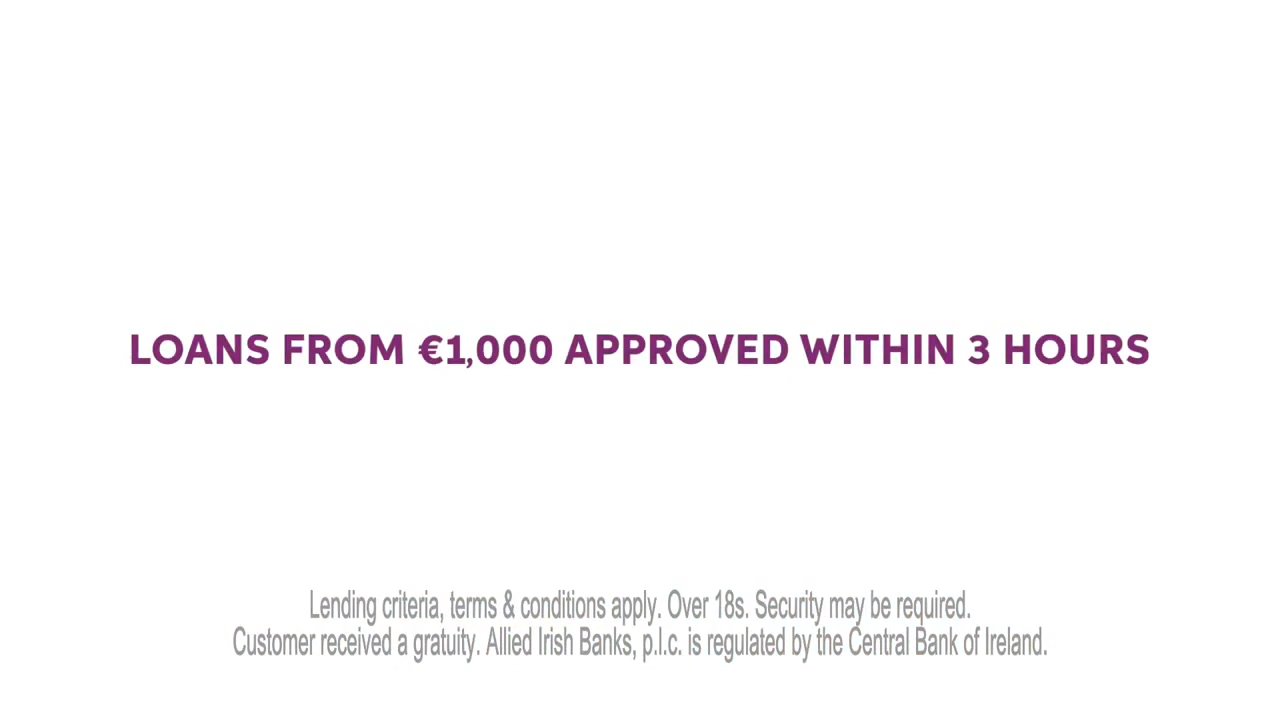 LOANS FROM €1,000 APPROVED WITHIN 3 HOURS
Lending criteria, terms & conditions apply. Over 18s. Security may be required.
Customer received a gratuity. Allied Irish Banks, p.l.c. is regulated by the Central Bank of Ireland.